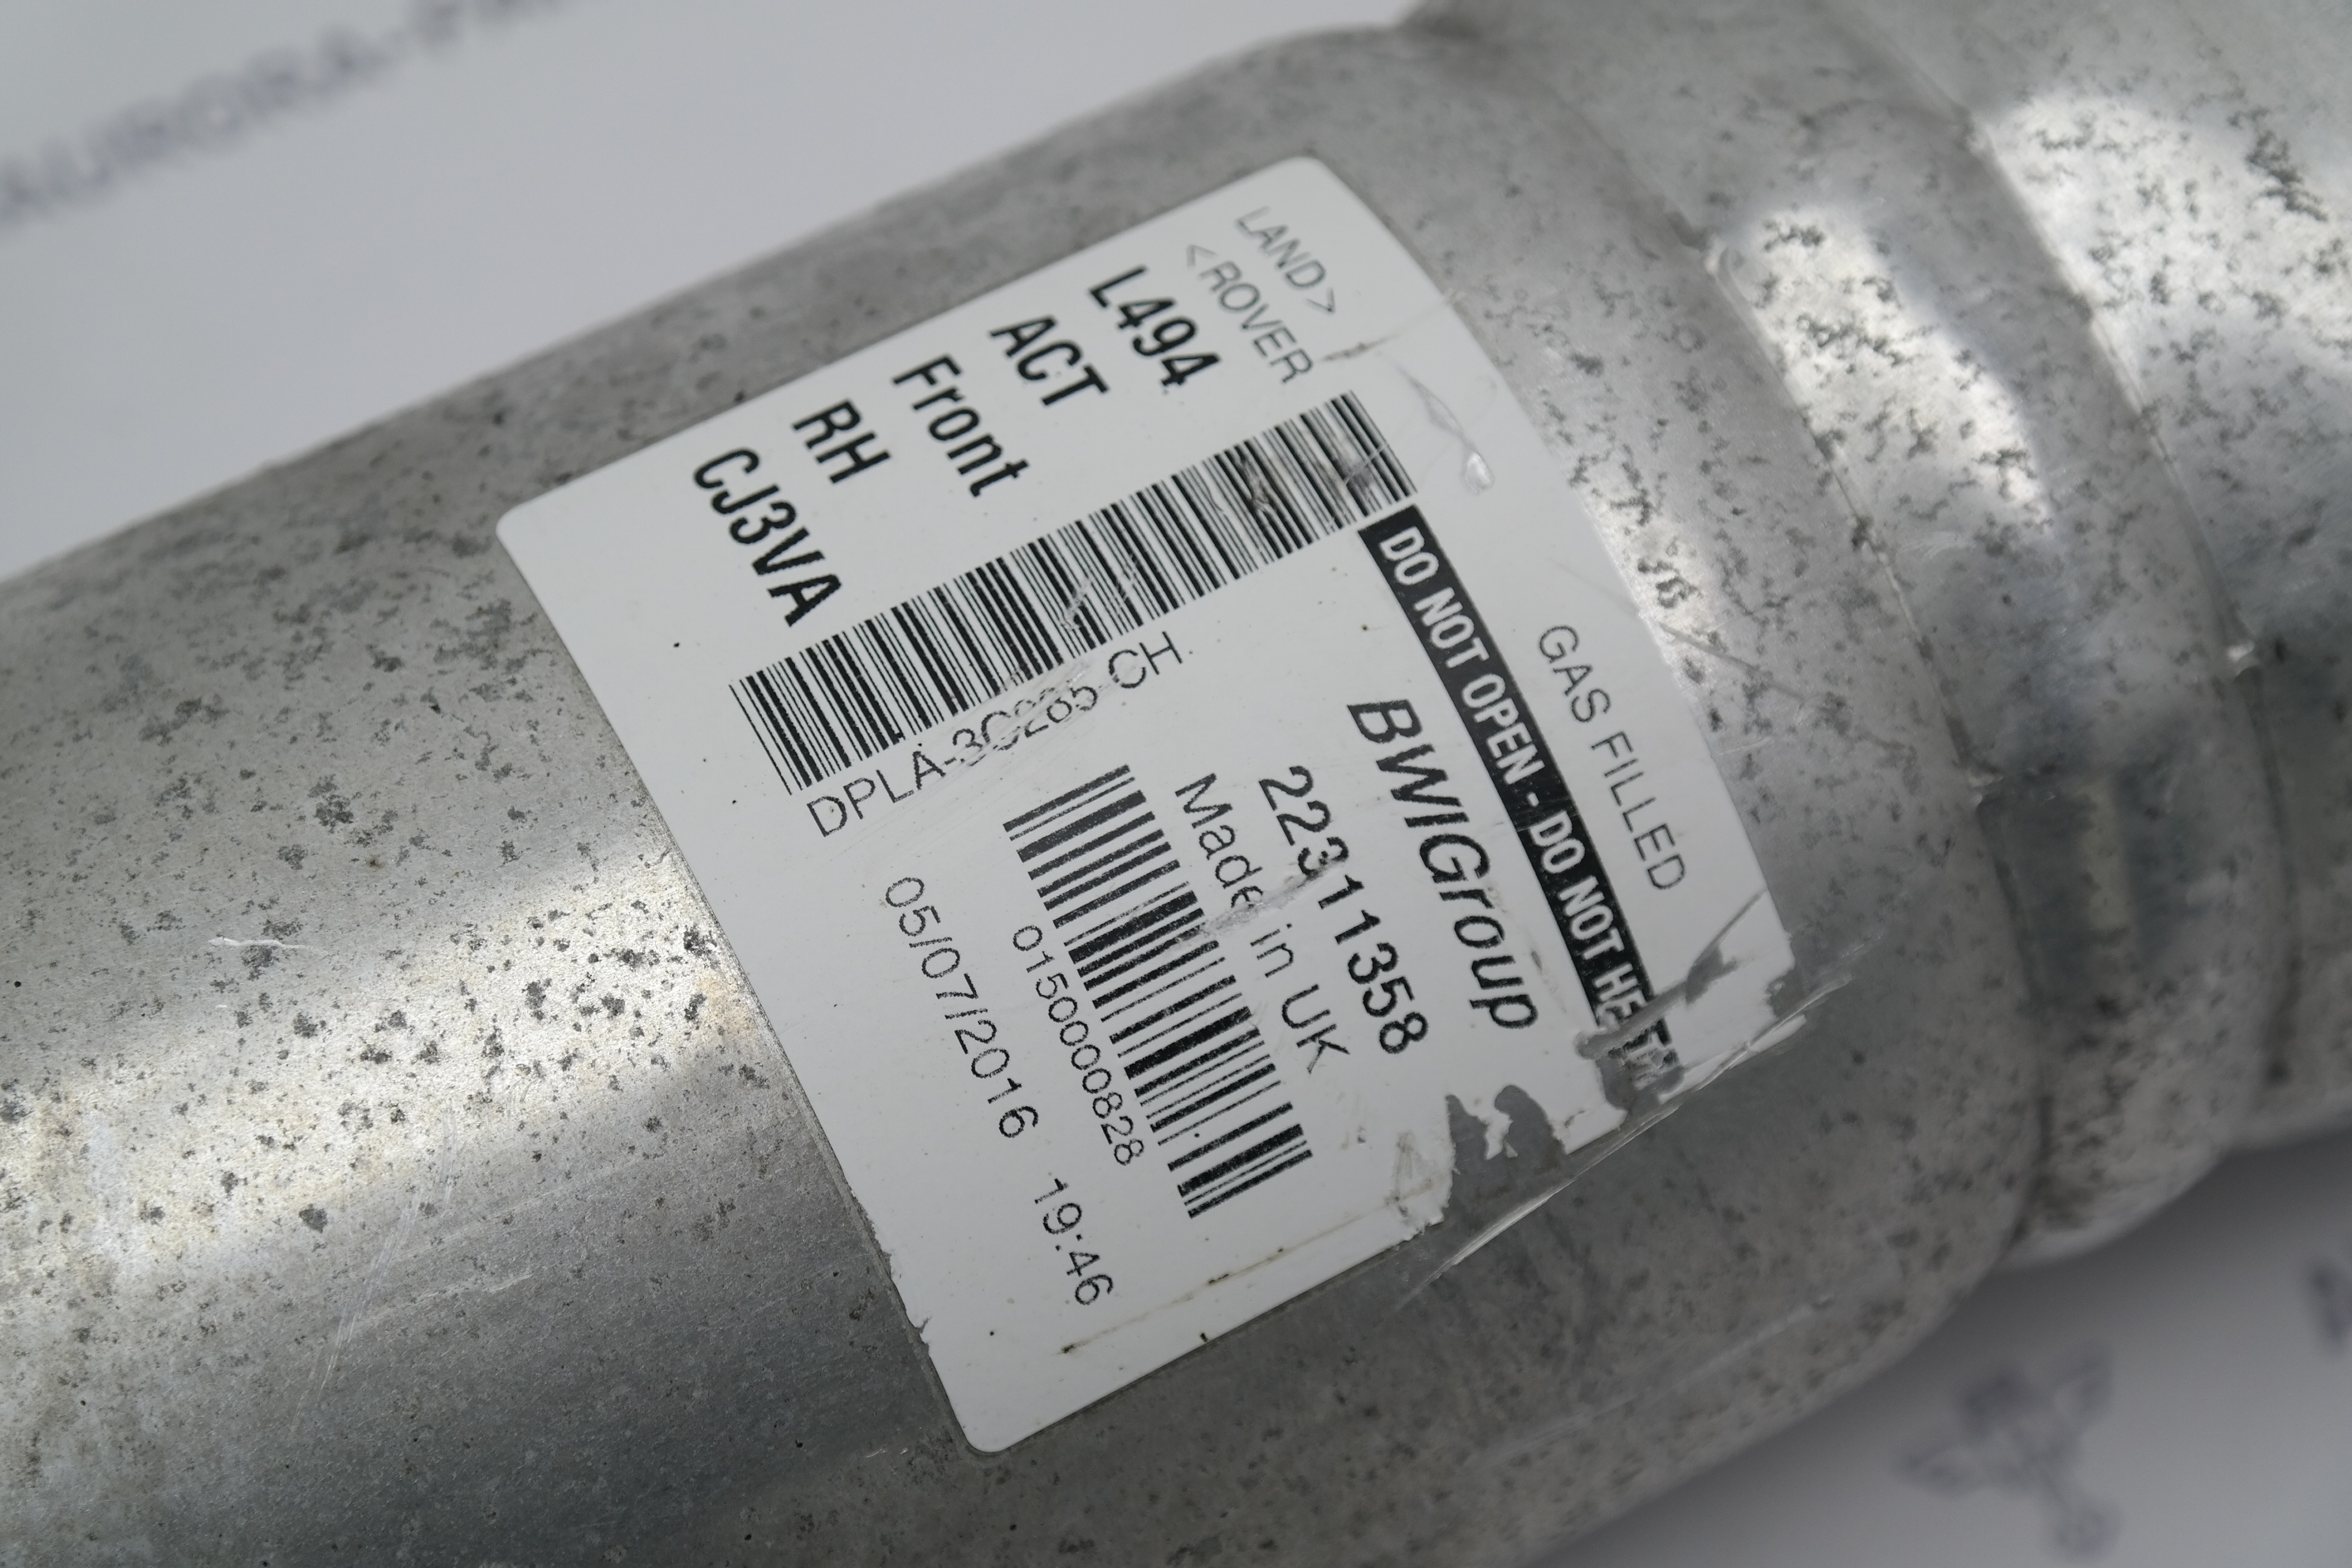 LAND>
<ROVER
L494
ACT
Front
RH
CJ3VA
DPLA-3C285-CH
GAS FILLED
DO NOT OPEN - DO NOT HEAT
BWIGroup
22311358
Made in UK
0150000828
05/07/2016 19:46
AURORA-